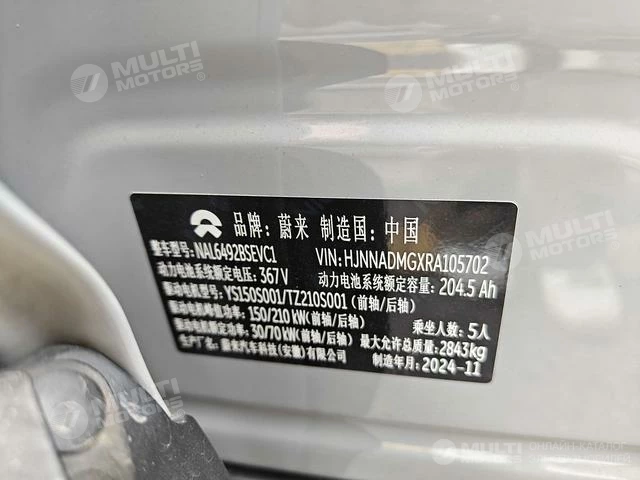 MULTI MOTORS
MULTI MOTORS
品牌: 蔚来 制造国: 中国
整车型号: NAL6492BSEVC1 VIN: HJNNADMGXRA105702
动力电池系统额定电压: 367V 动力电池系统额定容量: 204.5 Ah
驱动电机型号: YS150S001/TZ210S001 (前轴/后轴)
驱动电机峰值功率: 150/210 kW(前轴/后轴) 乘坐人数: 5人
驱动电机额定功率: 30/70 kW(前轴/后轴) 最大允许总质量: 2843kg
生产厂名: 蔚来汽车科技(安徽)有限公司 制造年月: 2024-11
MULTI MOTORS
MULTI